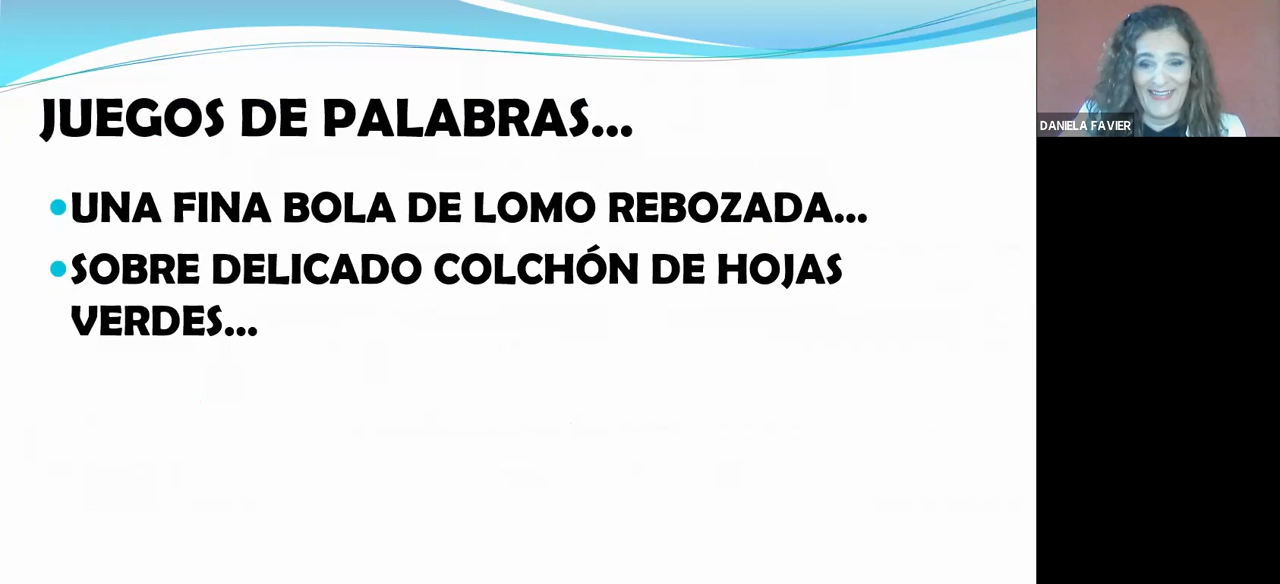 JUEGOS DE PALABRAS...
•UNA FINA BOLA DE LOMO REBOZADA...
•SOBRE DELICADO COLCHÓN DE HOJAS
VERDES...
DANIELA FAVIER